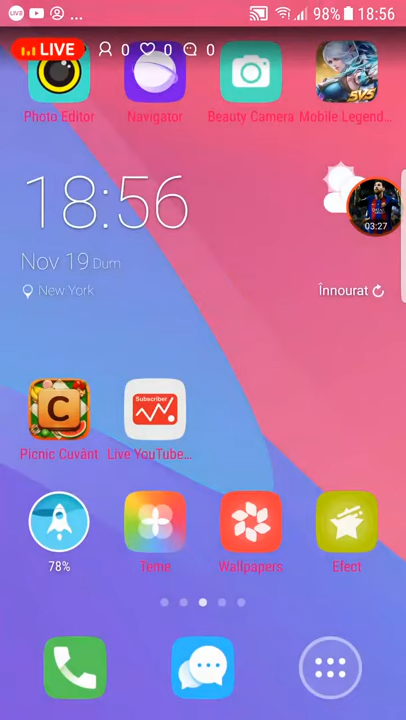 LIVE ... 98% 18:56
LIVE 0 0 0
Photo Editor Navigator Beauty Camera Mobile Legend...
5V5
18:56
03:27
Nov 19 Dum
New York Înnourat
C
Subscriber
Picnic Cuvânt Live YouTube...
78% Teme Wallpapers Efect